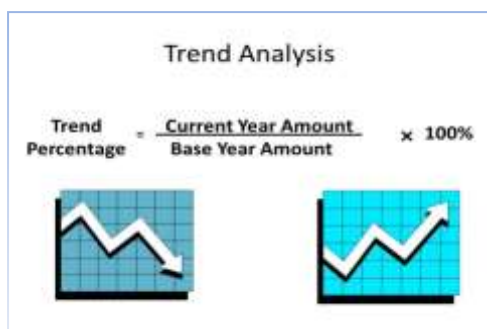 Trend Analysis
Trend Percentage = Current Year Amount / Base Year Amount × 100%